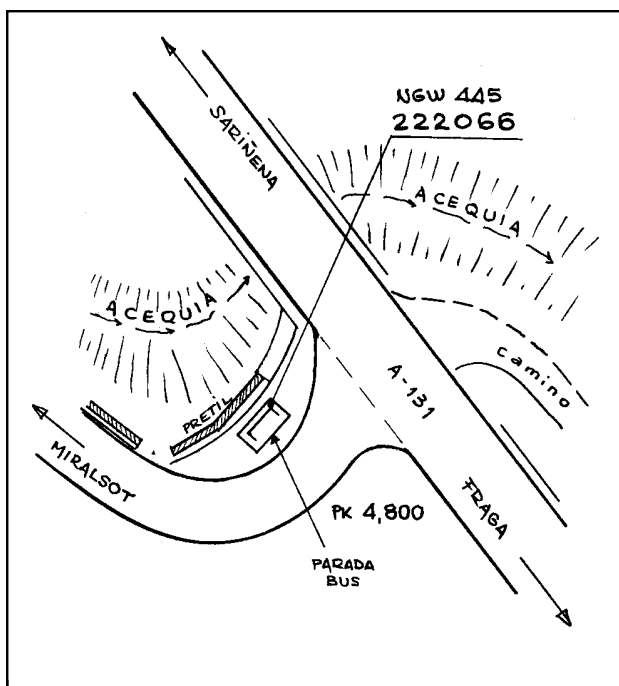 NGW 445
222066
SARIÑENA
ACEQUIA
ACEQUIA
PRETIL
A-131
Camino
MIRALSOT
PK 4,800
FRAGA
PARADA
BUS